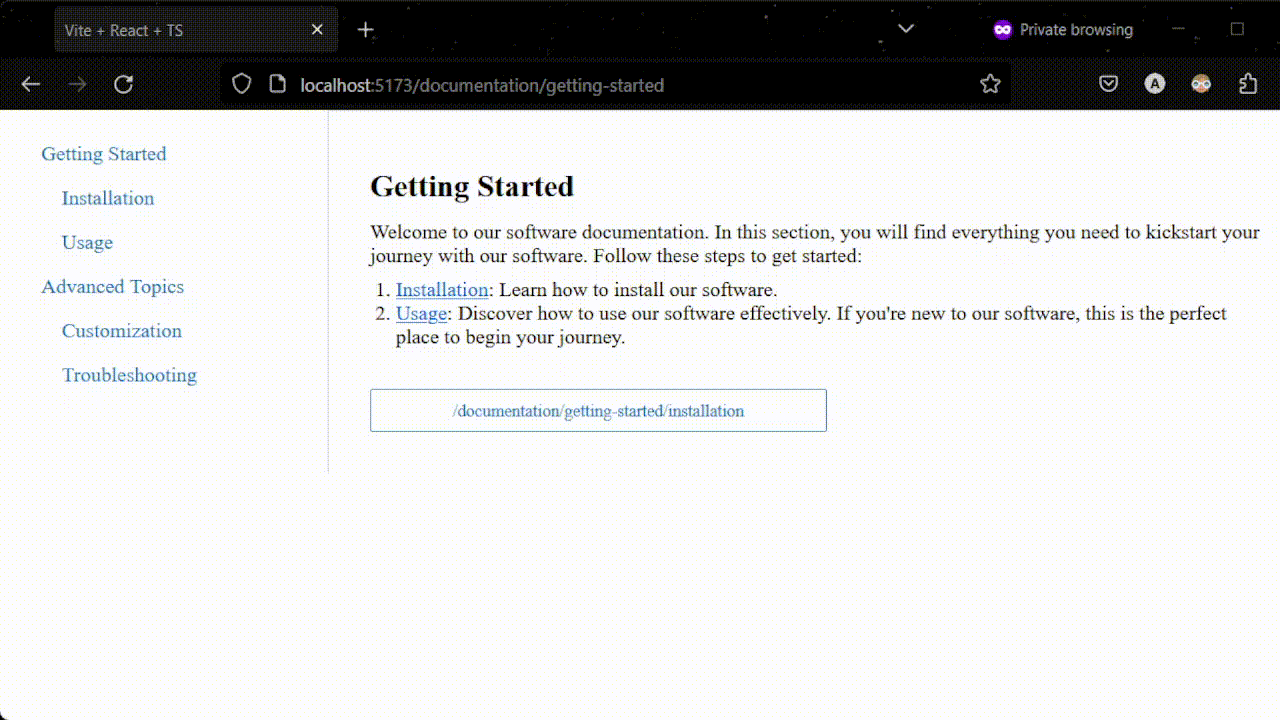 Vite + React + TS
Private browsing
localhost:5173/documentation/getting-started
A
Getting Started
Installation
Usage
Advanced Topics
Customization
Troubleshooting
Getting Started
Welcome to our software documentation. In this section, you will find everything you need to kickstart your
journey with our software. Follow these steps to get started:
1. Installation: Learn how to install our software.
2. Usage: Discover how to use our software effectively. If you're new to our software, this is the perfect
place to begin your journey.
/documentation/getting-started/installation